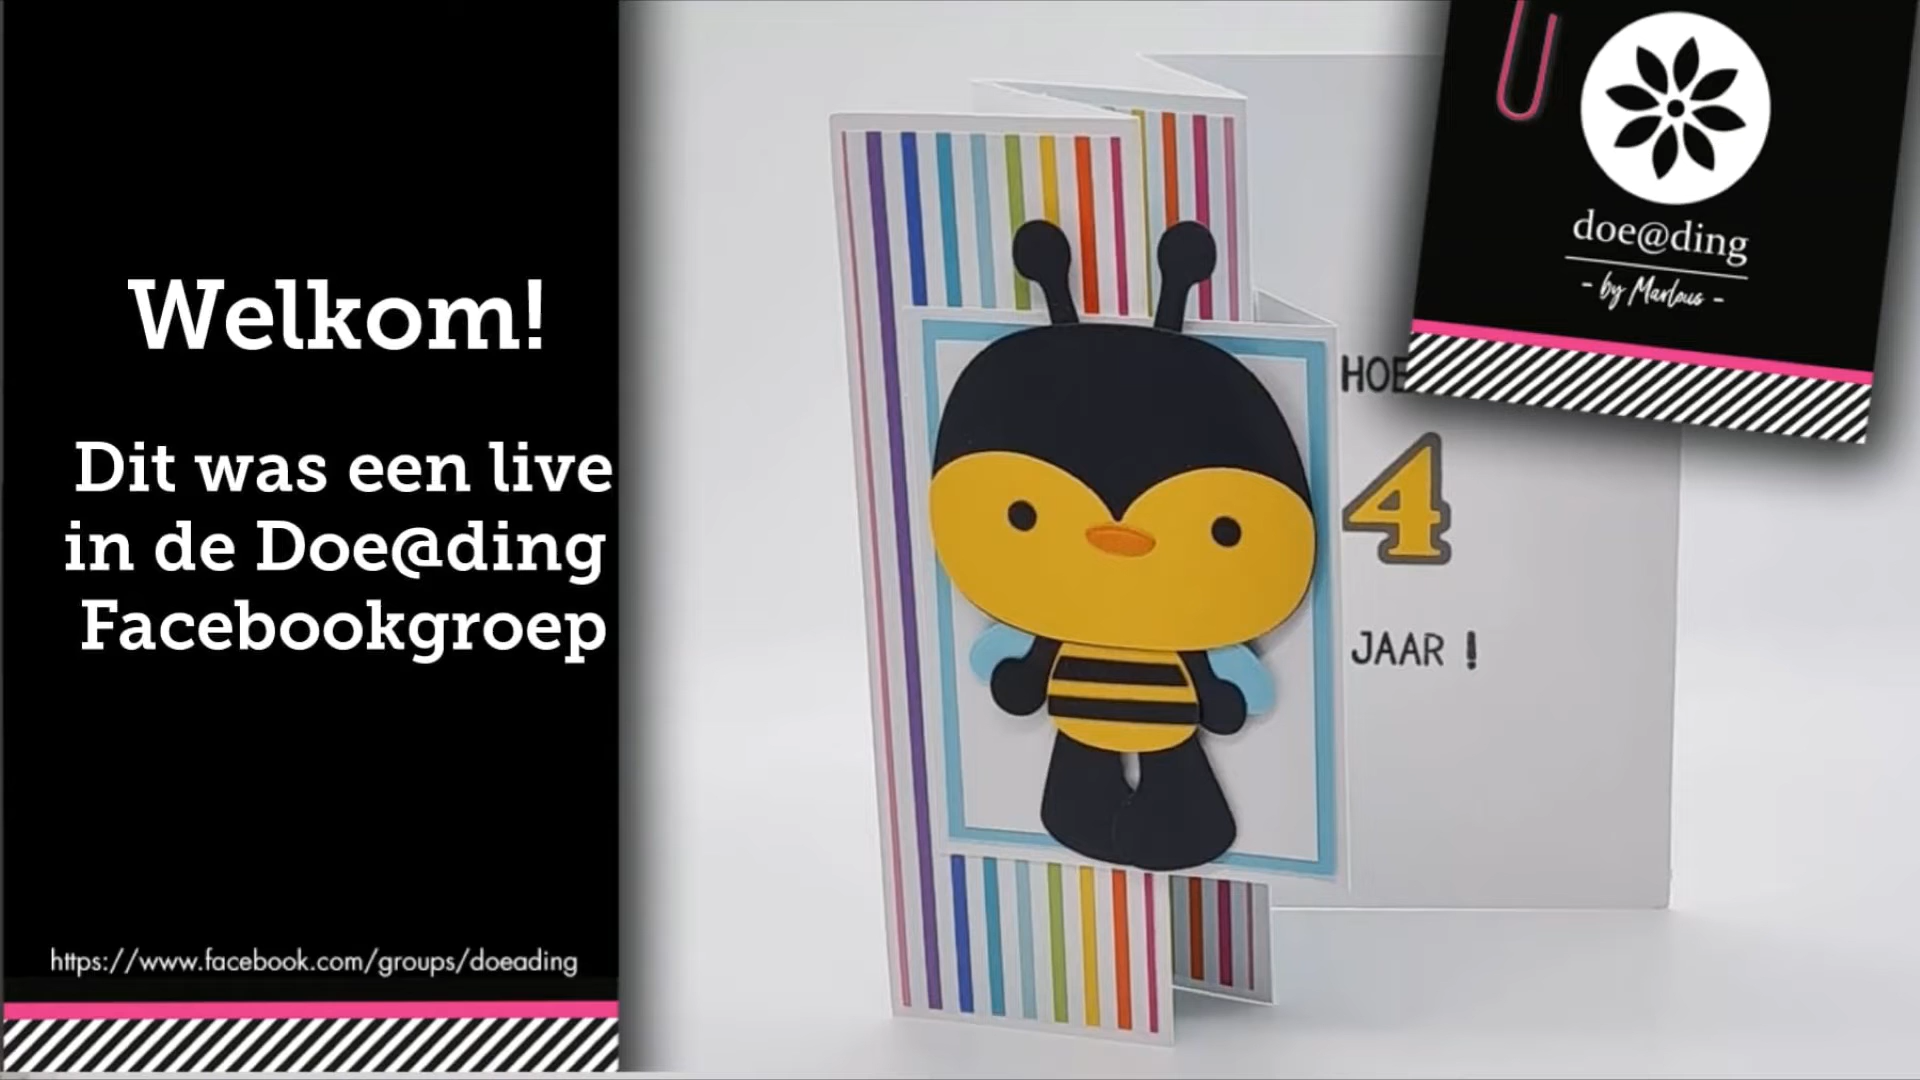 Welkom!
Dit was een live
in de Doe@ding
Facebookgroep
https://www.facebook.com/groups/doeading
doe@ding
- by Marlous -
HOE
4
JAAR !